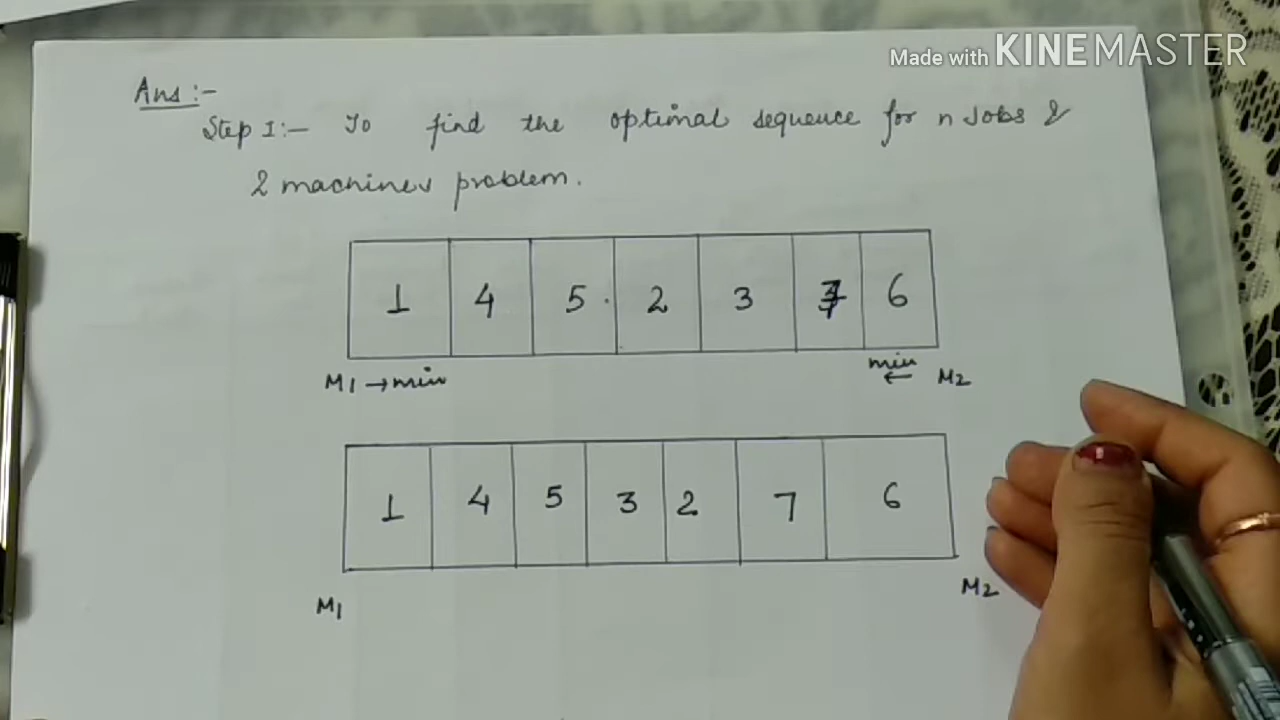 Made with KINEMASTER
Ans:-
Step I:- To find the optimal sequence for n Jobs &
2 machines problem.
1 4 5 . 2 3 7 6
M1 → min min ← M2
1 4 5 3 2 7 6
M1 M2